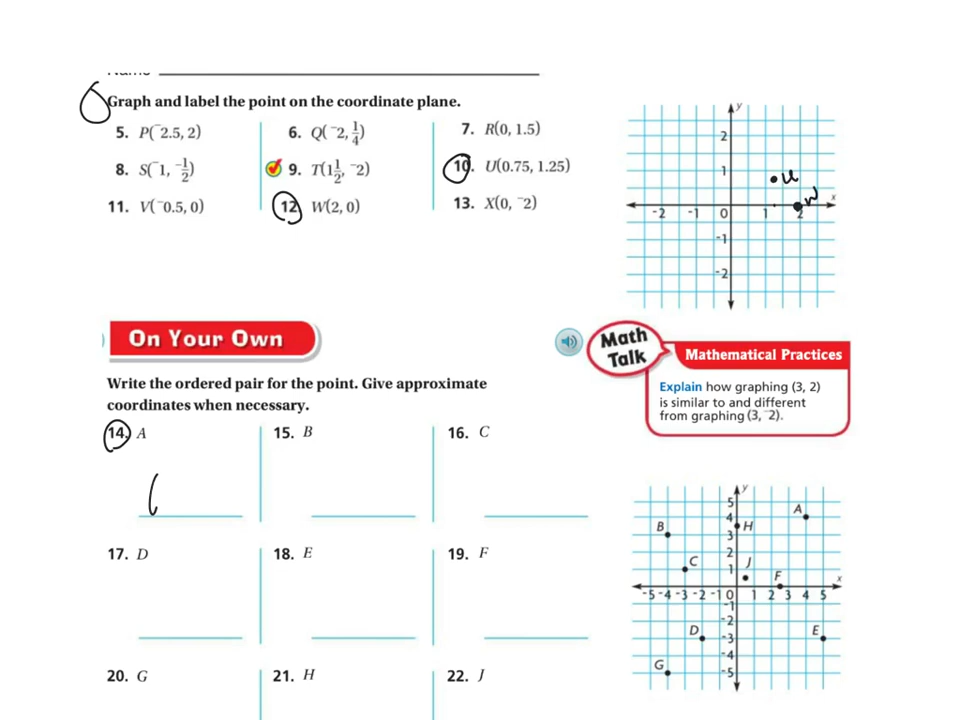 Graph and label the point on the coordinate plane.
5. P(⁻2.5, 2)
6. Q(⁻2, 1/4)
7. R(0, 1.5)
8. S(⁻1, ⁻1/2)
9. T(1 1/2, ⁻2)
10. U(0.75, 1.25)
11. V(⁻0.5, 0)
12. W(2, 0)
13. X(0, ⁻2)
y
2
1
u
W
x
-2 -1 0 1 2
-1
-2
On Your Own
Math
Talk
Mathematical Practices
Explain how graphing (3, 2)
is similar to and different
from graphing (3, ⁻2).
Write the ordered pair for the point. Give approximate
coordinates when necessary.
14. A
15. B
16. C
(
17. D
18. E
19. F
20. G
21. H
22. J
y
5
A
4
H
B
3
2
C
J
1
F
x
-5 -4 -3 -2 -1 0 1 2 3 4 5
-1
-2
D
E
-3
-4
G
-5